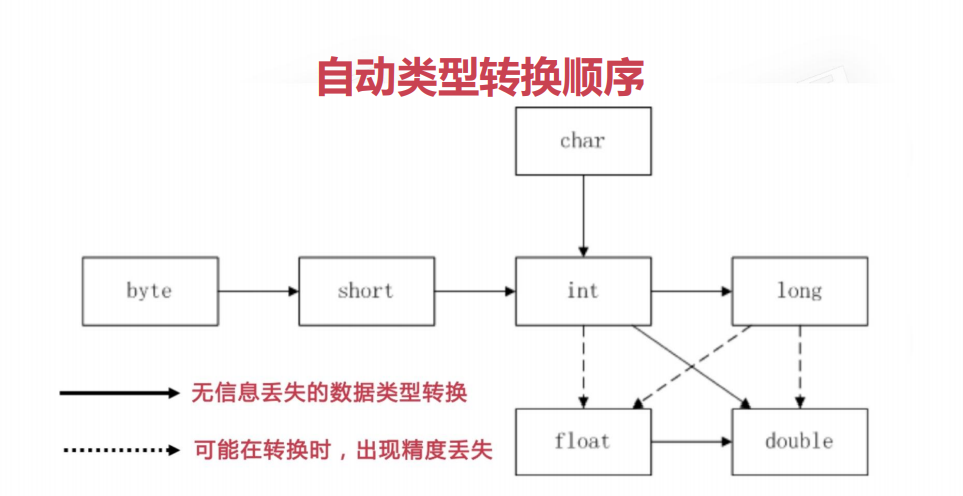 自动类型转换顺序
char
byte
short
int
long
无信息丢失的数据类型转换
float
double
可能在转换时，出现精度丢失